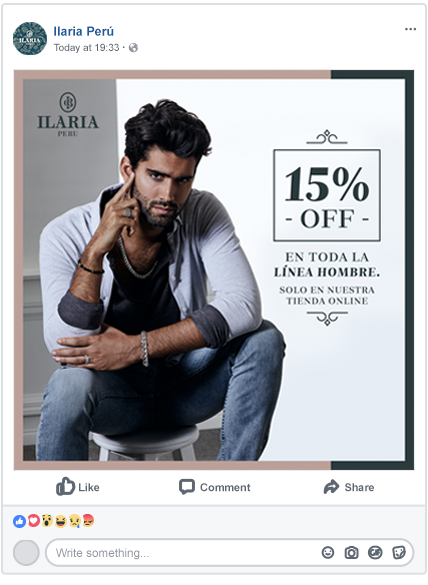 Ilaria Perú
Today at 19:33
ILARIA
ILARIA
PERU
15%
- OFF -
EN TODA LA
LÍNEA HOMBRE.
SOLO EN NUESTRA
TIENDA ONLINE
Like
Comment
Share
Write something...